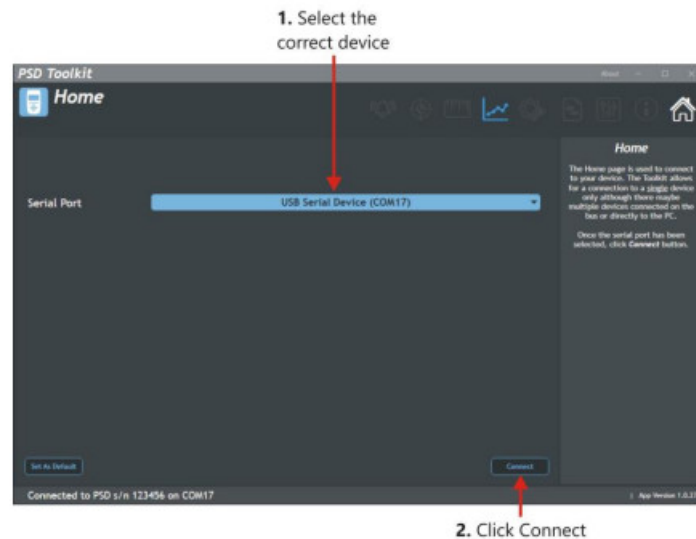 1. Select the
correct device
PSD Toolkit
About
Home
Home
The Home page is used to connect
to your device. The Toolkit allows
for a connection to a single device
only although there maybe
multiple devices connected on the
bus or directly to the PC.
Once the serial port has been
selected, click Connect button.
Serial Port
USB Serial Device (COM17)
Set As Default
Connect
Connected to PSD s/n 123456 on COM17
App Version 1.0.23
2. Click Connect